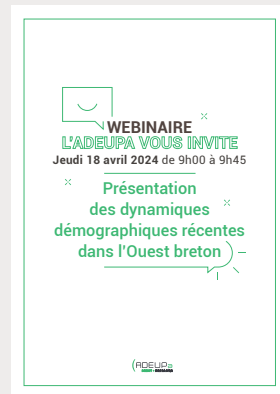 WEBINAIRE
L'ADEUPA VOUS INVITE
Jeudi 18 avril 2024 de 9h00 à 9h45
Présentation
des dynamiques
démographiques récentes
dans l'Ouest breton
ADEUPa